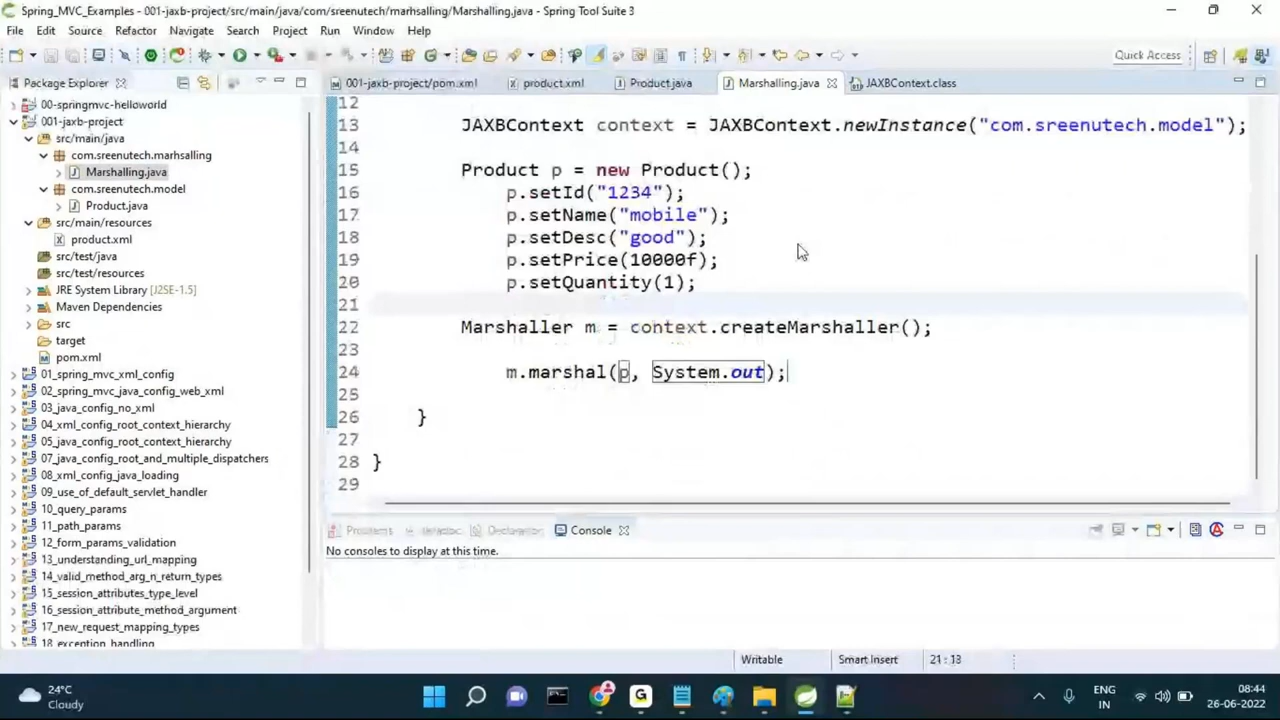 Spring_MVC_Examples - 001-jaxb-project/src/main/java/com/sreenutech/marhsalling/Marshalling.java - Spring Tool Suite 3
File Edit Source Refactor Navigate Search Project Run Window Help
Quick Access
Package Explorer
001-jaxb-project/pom.xml product.xml Product.java Marshalling.java JAXBContext.class
00-springmvc-helloworld
001-jaxb-project
src/main/java
com.sreenutech.marhsalling
Marshalling.java
com.sreenutech.model
Product.java
src/main/resources
product.xml
src/test/java
src/test/resources
JRE System Library [J2SE-1.5]
Maven Dependencies
src
target
pom.xml
01_spring_mvc_xml_config
02_java_spring_mvc_config_web_xml
03_java_config_no_xml
04_xml_config_root_context_hierarchy
05_java_config_root_context_hierarchy
07_java_config_root_and_multiple_dispatchers
08_xml_config_java_loading
09_use_of_default_servlet_handler
10_query_params
11_path_params
12_form_params_validation
13_understanding_url_mapping
14_valid_method_arg_n_return_types
15_session_attributes_type_level
16_session_attribute_method_argument
17_new_request_mapping_types
18_exception_handling
12
13 JAXBContext context = JAXBContext.newInstance("com.sreenutech.model");
14
15 Product p = new Product();
16 p.setId("1234");
17 p.setName("mobile");
18 p.setDesc("good");
19 p.setPrice(10000f);
20 p.setQuantity(1);
21
22 Marshaller m = context.createMarshaller();
23
24 m.marshal(p, System.out);
25
26 }
27
28 }
29
Problems Javadoc Declaration Console
No consoles to display at this time.
Writable Smart Insert 21 : 13
24°C
Cloudy
ENG
IN
08:44
26-06-2022